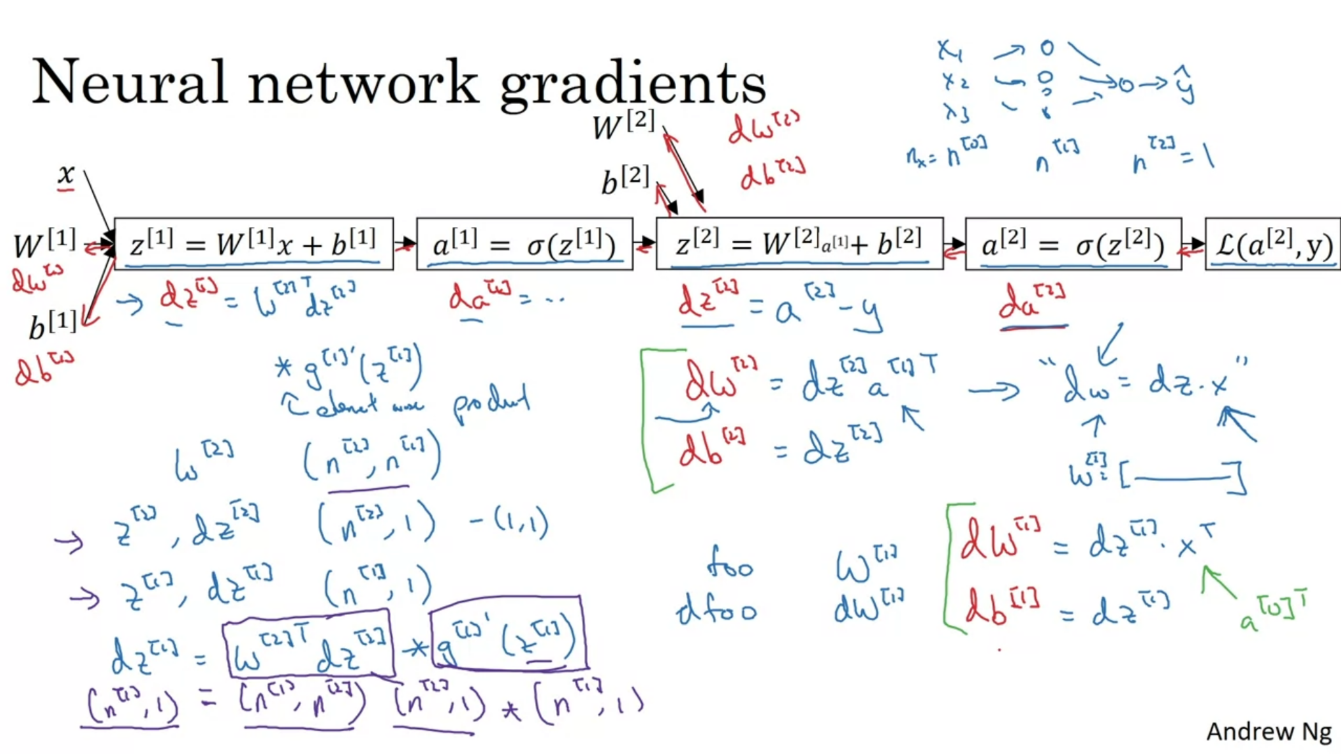 Neural network gradients
x₁
x₂
x₃
ŷ
nₓ = n^[0] n^[1] n^[2] = 1
W^[2] dw^[2]
b^[2] db^[2]
x
W^[1] z^[1] = W^[1]x + b^[1] a^[1] = σ(z^[1]) z^[2] = W^[2]a^[1] + b^[2] a^[2] = σ(z^[2]) ℒ(a^[2], y)
dw^[1]
b^[1]
db^[1]
→ dz^[1] = W^[2]T dz^[2] da^[1] = .. dz^[2] = a^[2] - y da^[2]
* g^[1]'(z^[1])
↑ element wise product
dw^[2] = dz^[2] a^[1]T → "dw = dz · x"
db^[2] = dz^[2]
w^[2] (n^[2], n^[1])
→ z^[2], dz^[2] (n^[2], 1) - (1,1)
→ z^[1], dz^[1] (n^[1], 1)
dz^[1] = W^[2]T dz^[2] * g^[1]'(z^[1])
(n^[1], 1) = (n^[1], n^[2]) (n^[2], 1) * (n^[1], 1)
foo W^[1]
dfoo dW^[1]
dW^[1] = dz^[1] · x^T
db^[1] = dz^[1]
a^[0]T
Andrew Ng